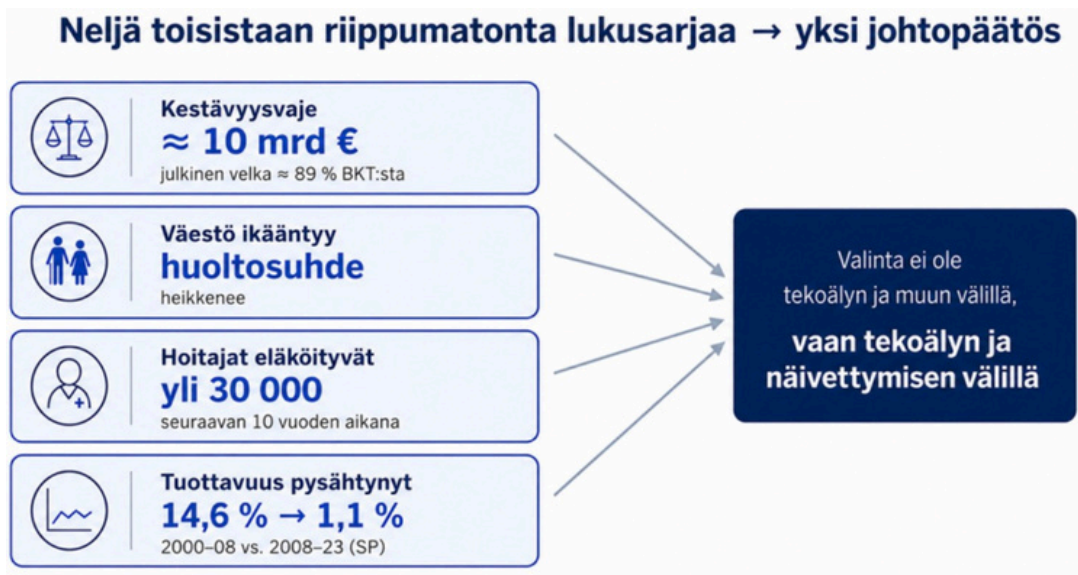 Neljä toisistaan riippumatonta lukusarjaa → yksi johtopäätös
Kestävyysvaje
≈ 10 mrd €
julkinen velka ≈ 89 % BKT:sta
Väestö ikääntyy
huoltosuhde
heikkenee
Hoitajat eläköityvät
yli 30 000
seuraavan 10 vuoden aikana
Tuottavuus pysähtynyt
14,6 % → 1,1 %
2000–08 vs. 2008–23 (SP)
Valinta ei ole
tekoälyn ja muun välillä,
vaan tekoälyn ja
näivettymisen välillä